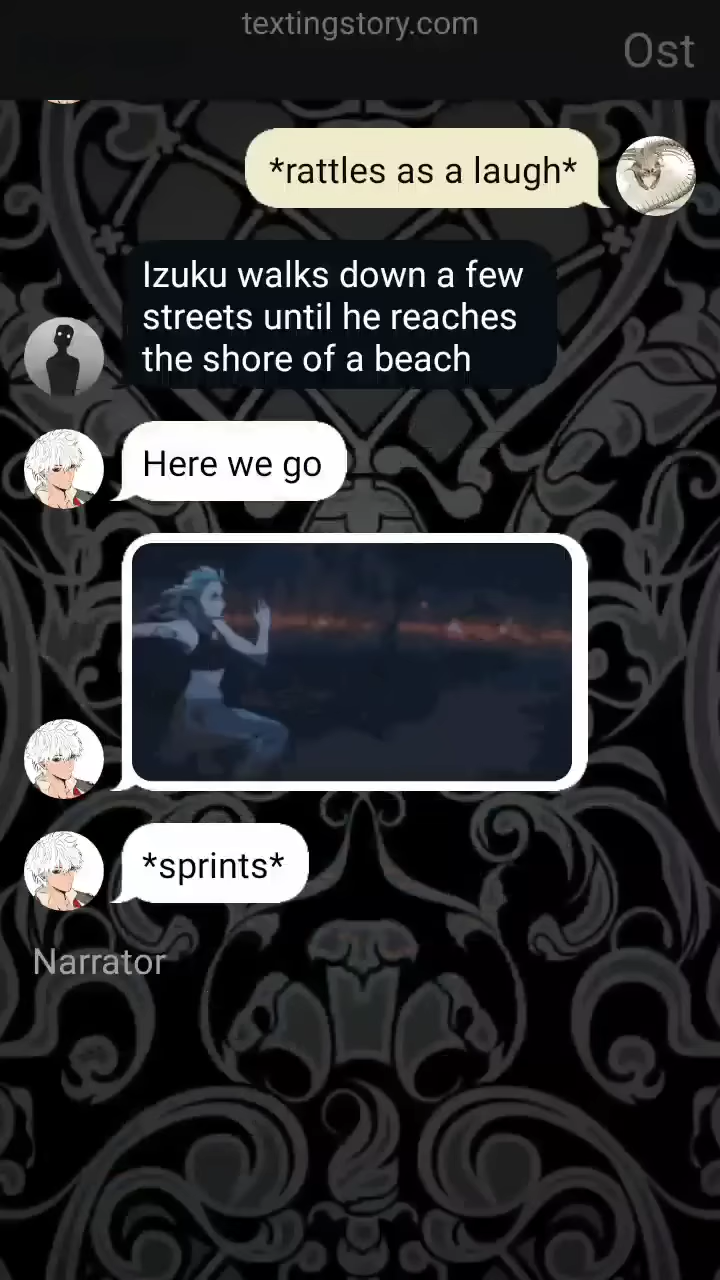 textingstory.com
Ost
*rattles as a laugh*
Izuku walks down a few
streets until he reaches
the shore of a beach
Here we go
*sprints*
Narrator